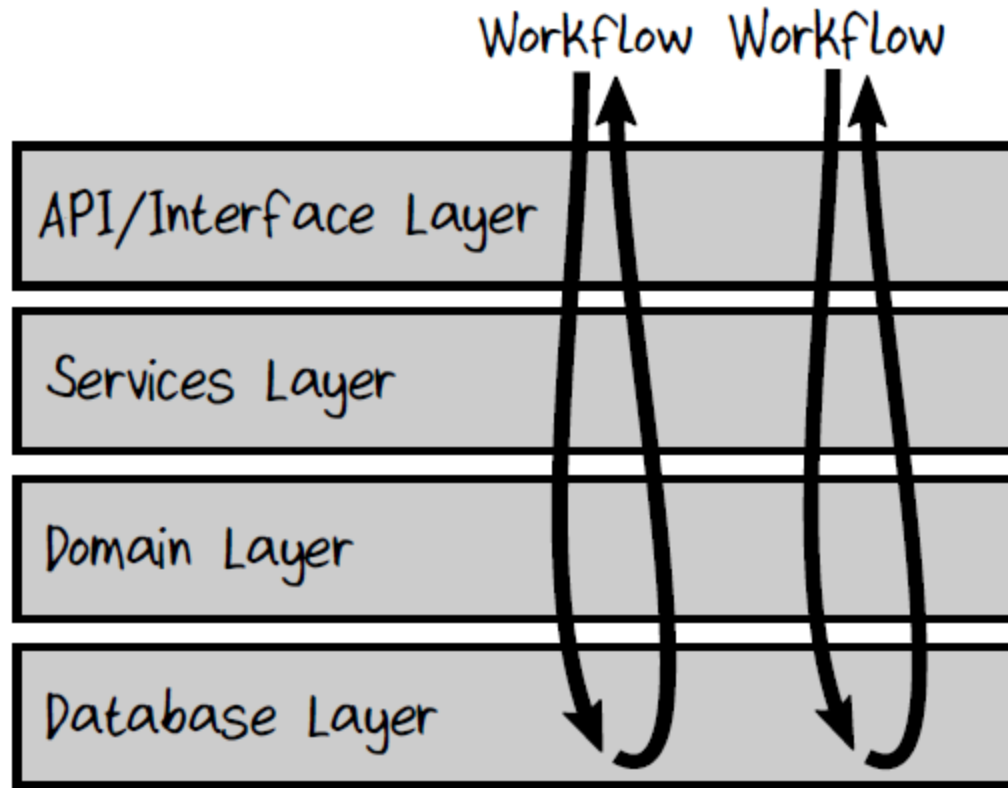 Workflow Workflow
API/Interface Layer
Services Layer
Domain Layer
Database Layer